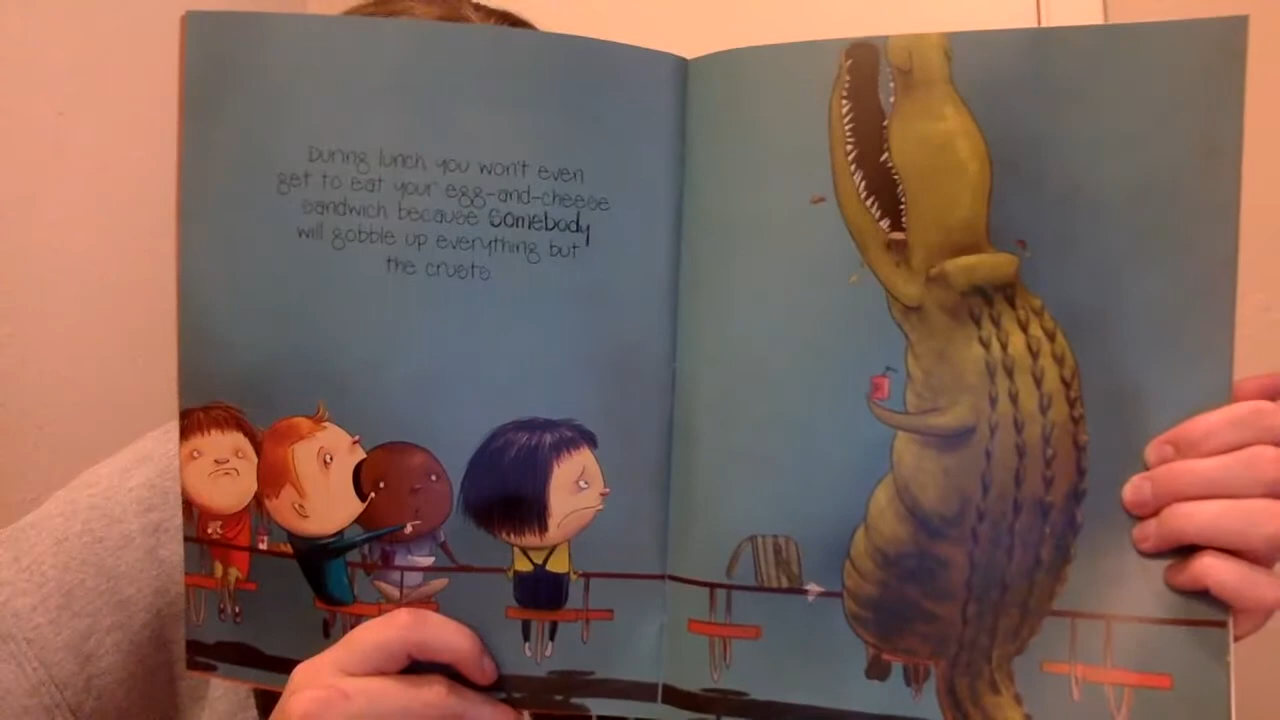 During lunch you won't even
get to eat your egg-and-cheese
sandwich because somebody
will gobble up everything but
the crusts.